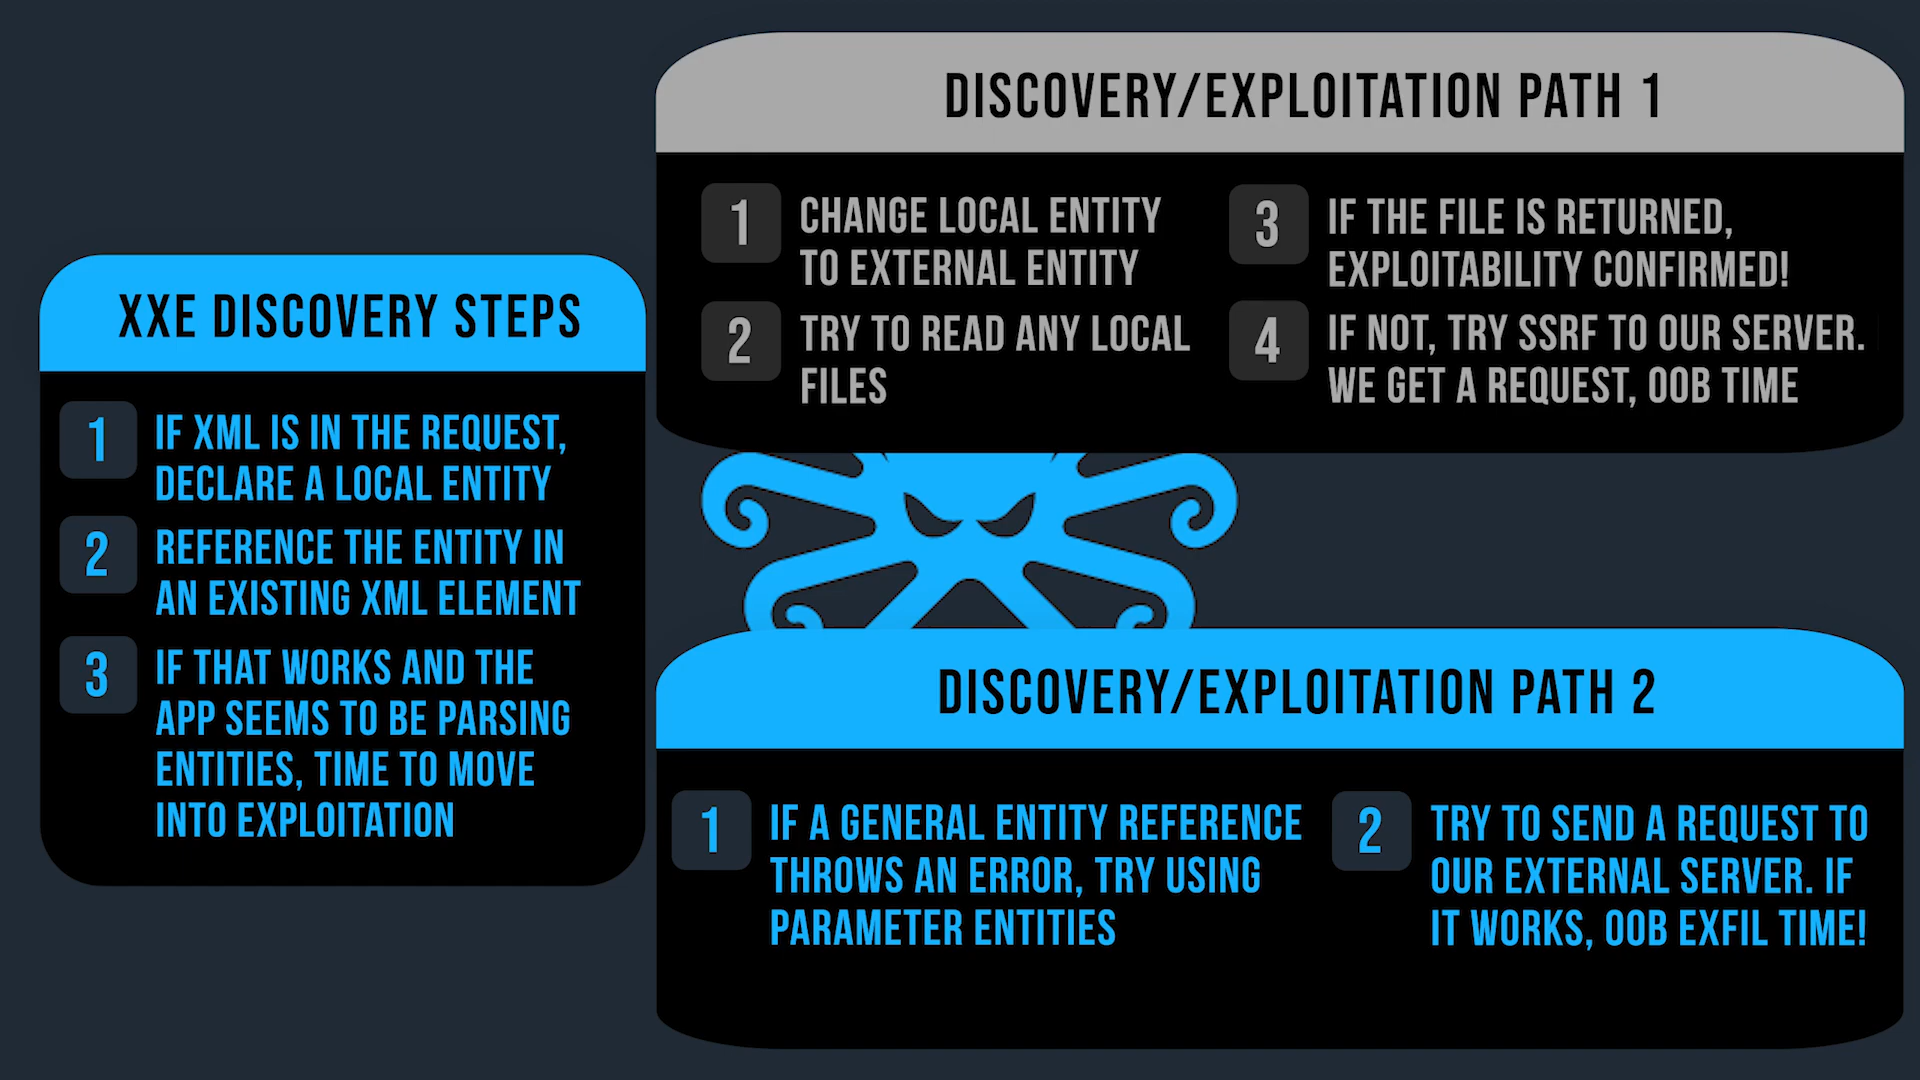 XXE DISCOVERY STEPS
1
IF XML IS IN THE REQUEST,
DECLARE A LOCAL ENTITY
2
REFERENCE THE ENTITY IN
AN EXISTING XML ELEMENT
3
IF THAT WORKS AND THE
APP SEEMS TO BE PARSING
ENTITIES, TIME TO MOVE
INTO EXPLOITATION
DISCOVERY/EXPLOITATION PATH 1
1
CHANGE LOCAL ENTITY
TO EXTERNAL ENTITY
2
TRY TO READ ANY LOCAL
FILES
3
IF THE FILE IS RETURNED,
EXPLOITABILITY CONFIRMED!
4
IF NOT, TRY SSRF TO OUR SERVER.
WE GET A REQUEST, OOB TIME
DISCOVERY/EXPLOITATION PATH 2
1
IF A GENERAL ENTITY REFERENCE
THROWS AN ERROR, TRY USING
PARAMETER ENTITIES
2
TRY TO SEND A REQUEST TO
OUR EXTERNAL SERVER. IF
IT WORKS, OOB EXFIL TIME!